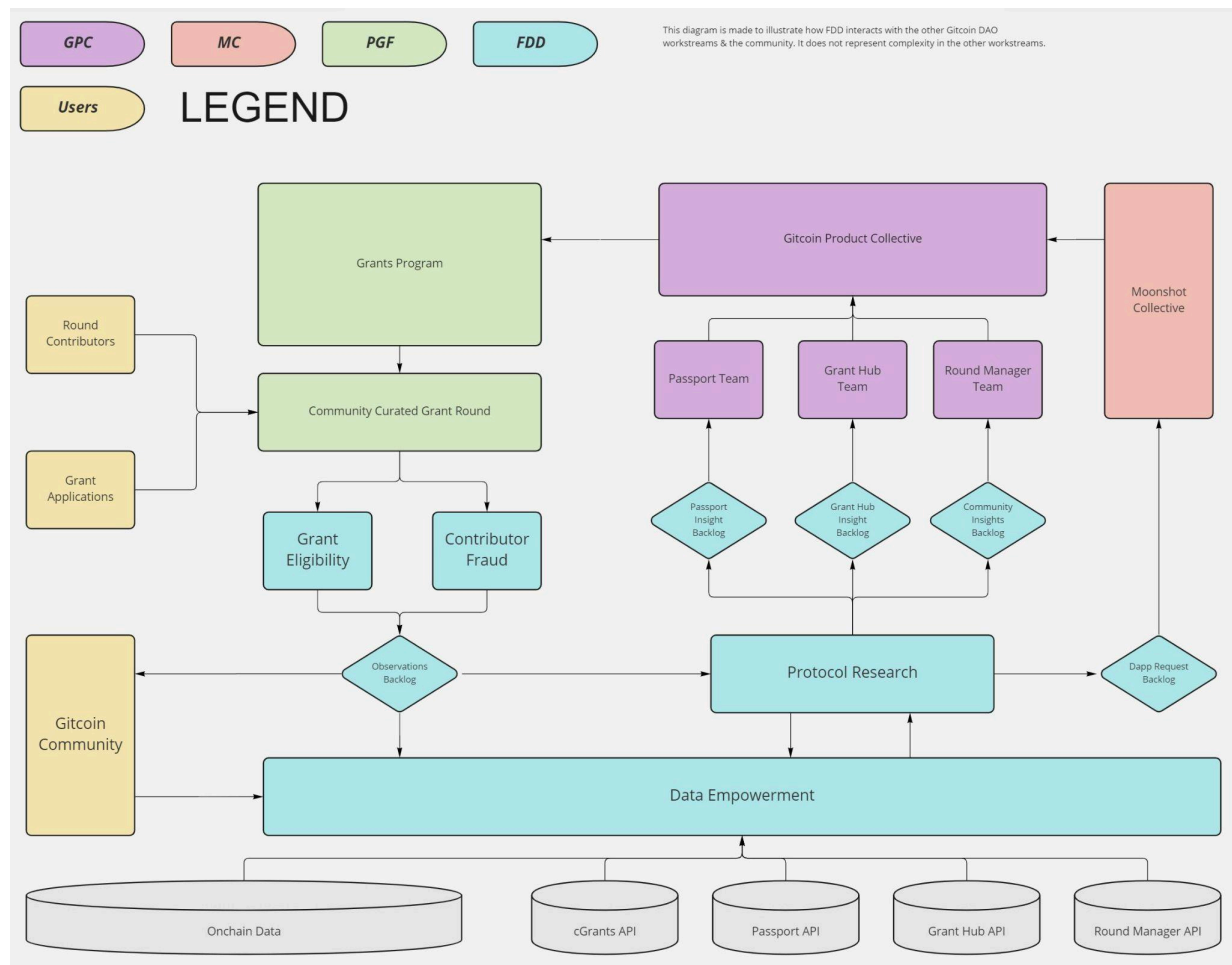 GPC
MC
PGF
FDD
This diagram is made to illustrate how FDD interacts with the other Gitcoin DAO
workstreams & the community. It does not represent complexity in the other workstreams.
Users
LEGEND
Grants Program
Gitcoin Product Collective
Moonshot
Collective
Round
Contributors
Passport Team
Grant Hub
Team
Round Manager
Team
Community Curated Grant Round
Grant
Applications
Grant
Eligibility
Contributor
Fraud
Passport
Insight
Backlog
Grant Hub
Insight
Backlog
Community
Insights
Backlog
Observations
Backlog
Protocol Research
Dapp Request
Backlog
Gitcoin
Community
Data Empowerment
Onchain Data
cGrants API
Passport API
Grant Hub API
Round Manager API